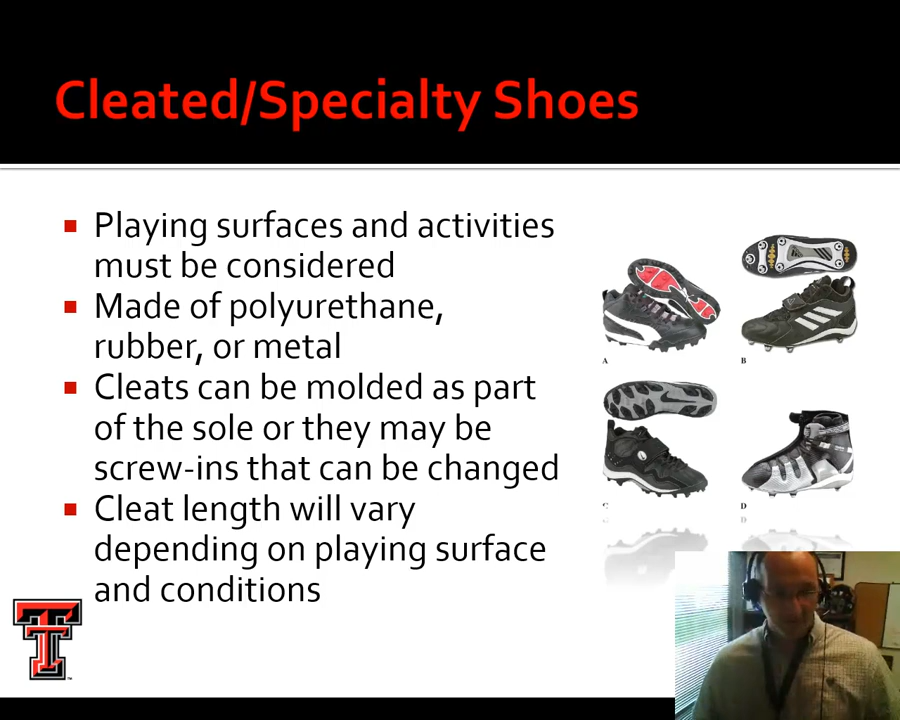 Cleated/Specialty Shoes
Playing surfaces and activities
must be considered
Made of polyurethane,
rubber, or metal
Cleats can be molded as part
of the sole or they may be
screw-ins that can be changed
Cleat length will vary
depending on playing surface
and conditions
A
B
C
D